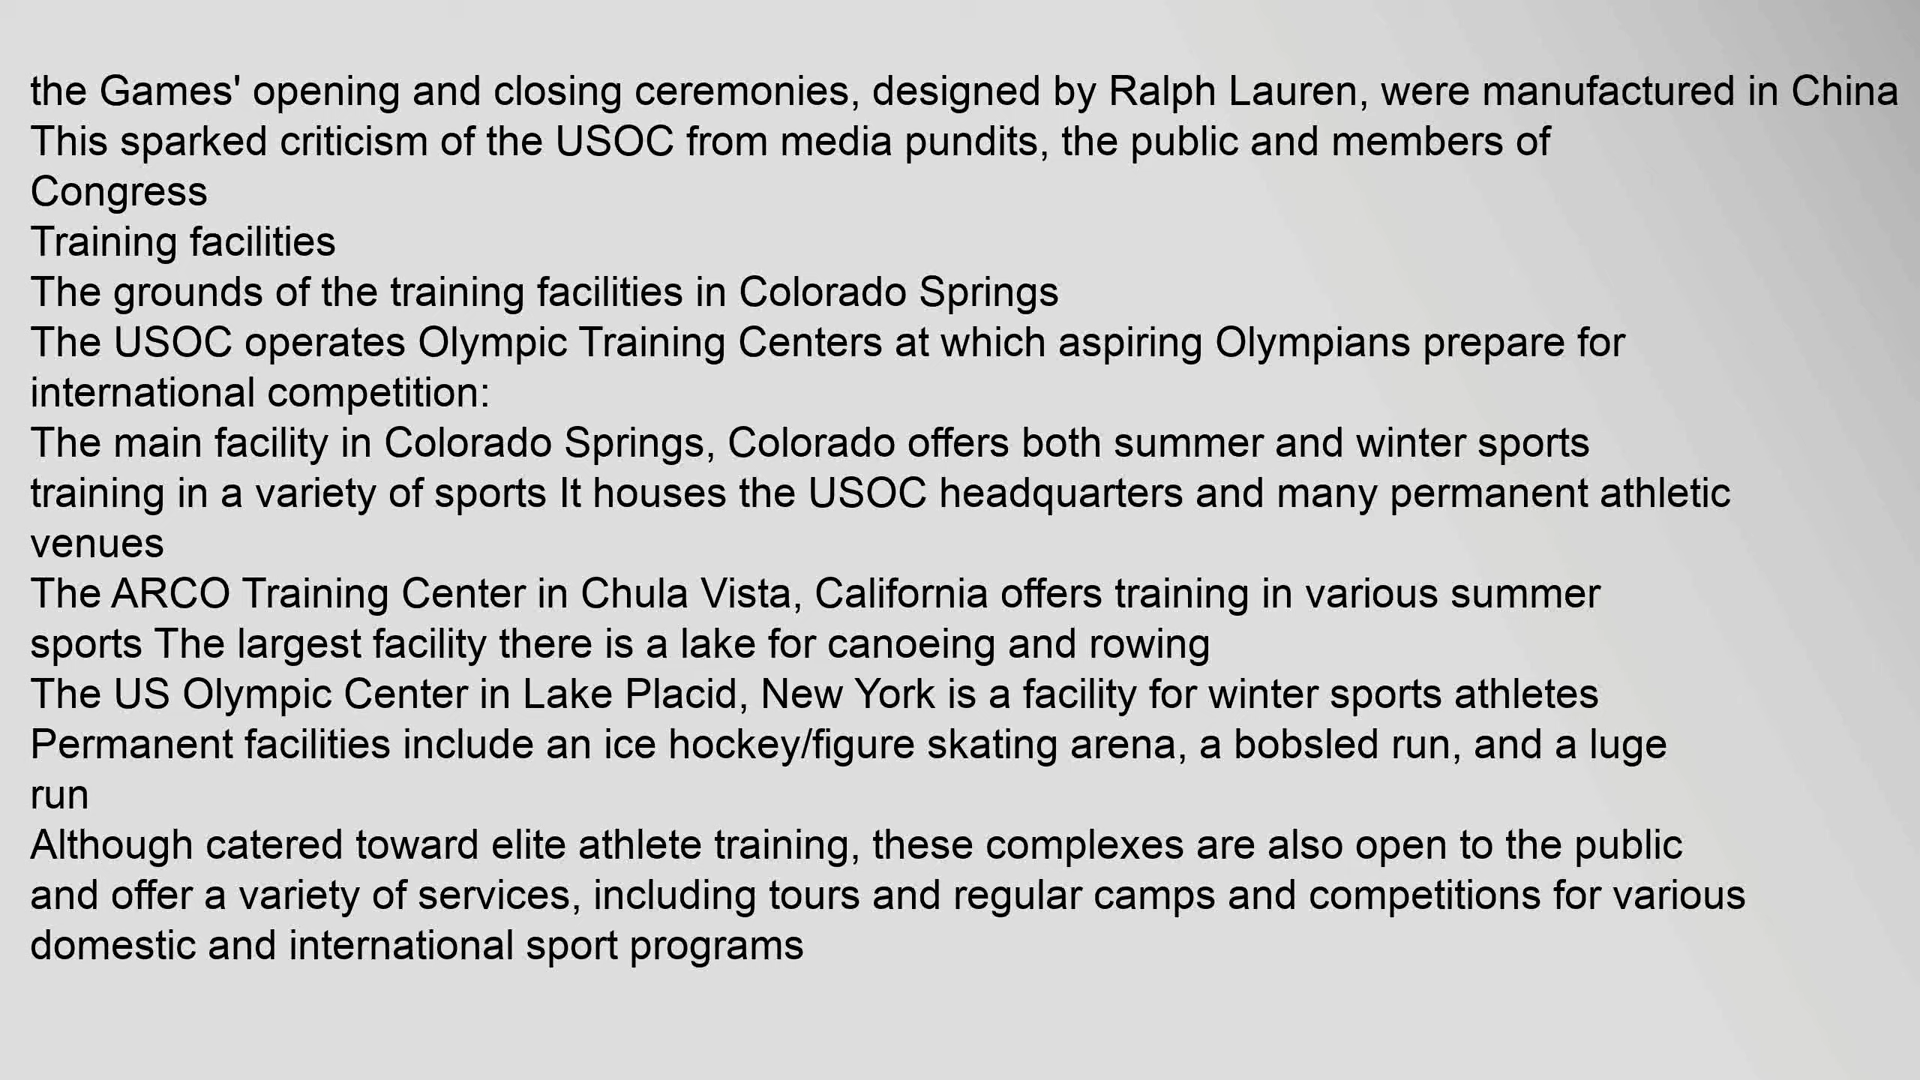 the Games' opening and closing ceremonies, designed by Ralph Lauren, were manufactured in China
This sparked criticism of the USOC from media pundits, the public and members of
Congress
Training facilities
The grounds of the training facilities in Colorado Springs
The USOC operates Olympic Training Centers at which aspiring Olympians prepare for
international competition:
The main facility in Colorado Springs, Colorado offers both summer and winter sports
training in a variety of sports It houses the USOC headquarters and many permanent athletic
venues
The ARCO Training Center in Chula Vista, California offers training in various summer
sports The largest facility there is a lake for canoeing and rowing
The US Olympic Center in Lake Placid, New York is a facility for winter sports athletes
Permanent facilities include an ice hockey/figure skating arena, a bobsled run, and a luge
run
Although catered toward elite athlete training, these complexes are also open to the public
and offer a variety of services, including tours and regular camps and competitions for various
domestic and international sport programs